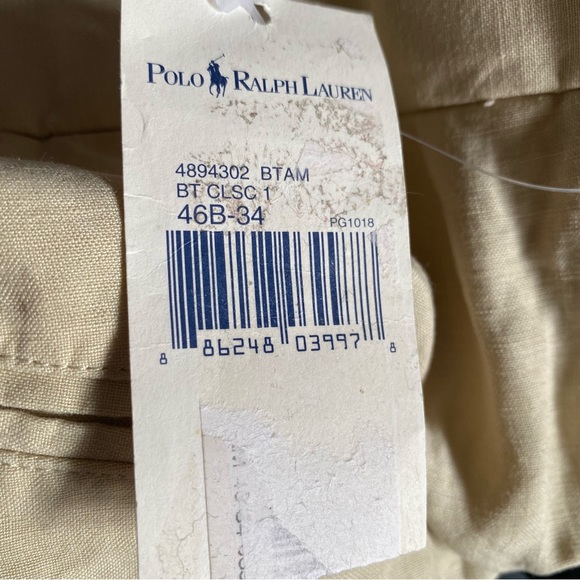 POLO RALPH LAUREN
4894302 BTAM
BT CLSC 1
46B-34
PG1018
8 86248 03997 8